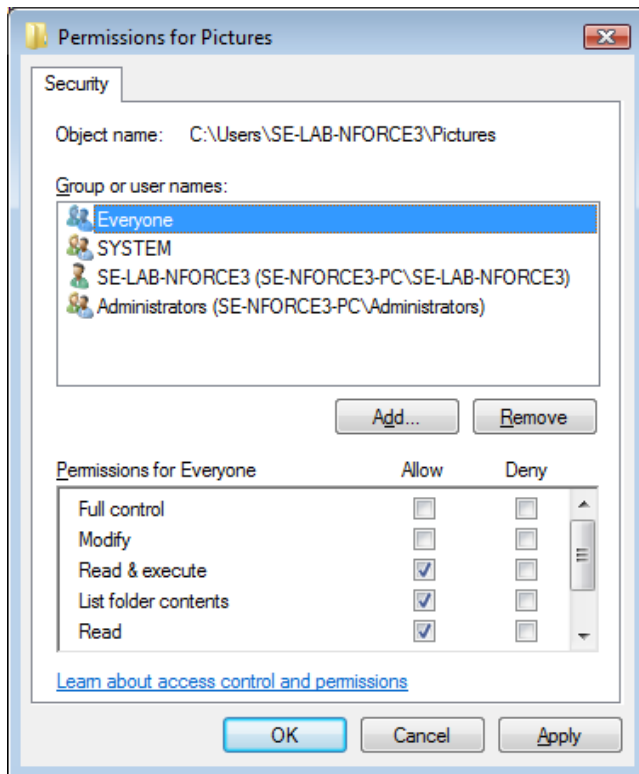 Permissions for Pictures
Security
Object name: C:\Users\SE-LAB-NFORCE3\Pictures
Group or user names:
Everyone
SYSTEM
SE-LAB-NFORCE3 (SE-NFORCE3-PC\SE-LAB-NFORCE3)
Administrators (SE-NFORCE3-PC\Administrators)
Add... Remove
Permissions for Everyone Allow Deny
Full control
Modify
Read & execute
List folder contents
Read
Learn about access control and permissions
OK Cancel Apply